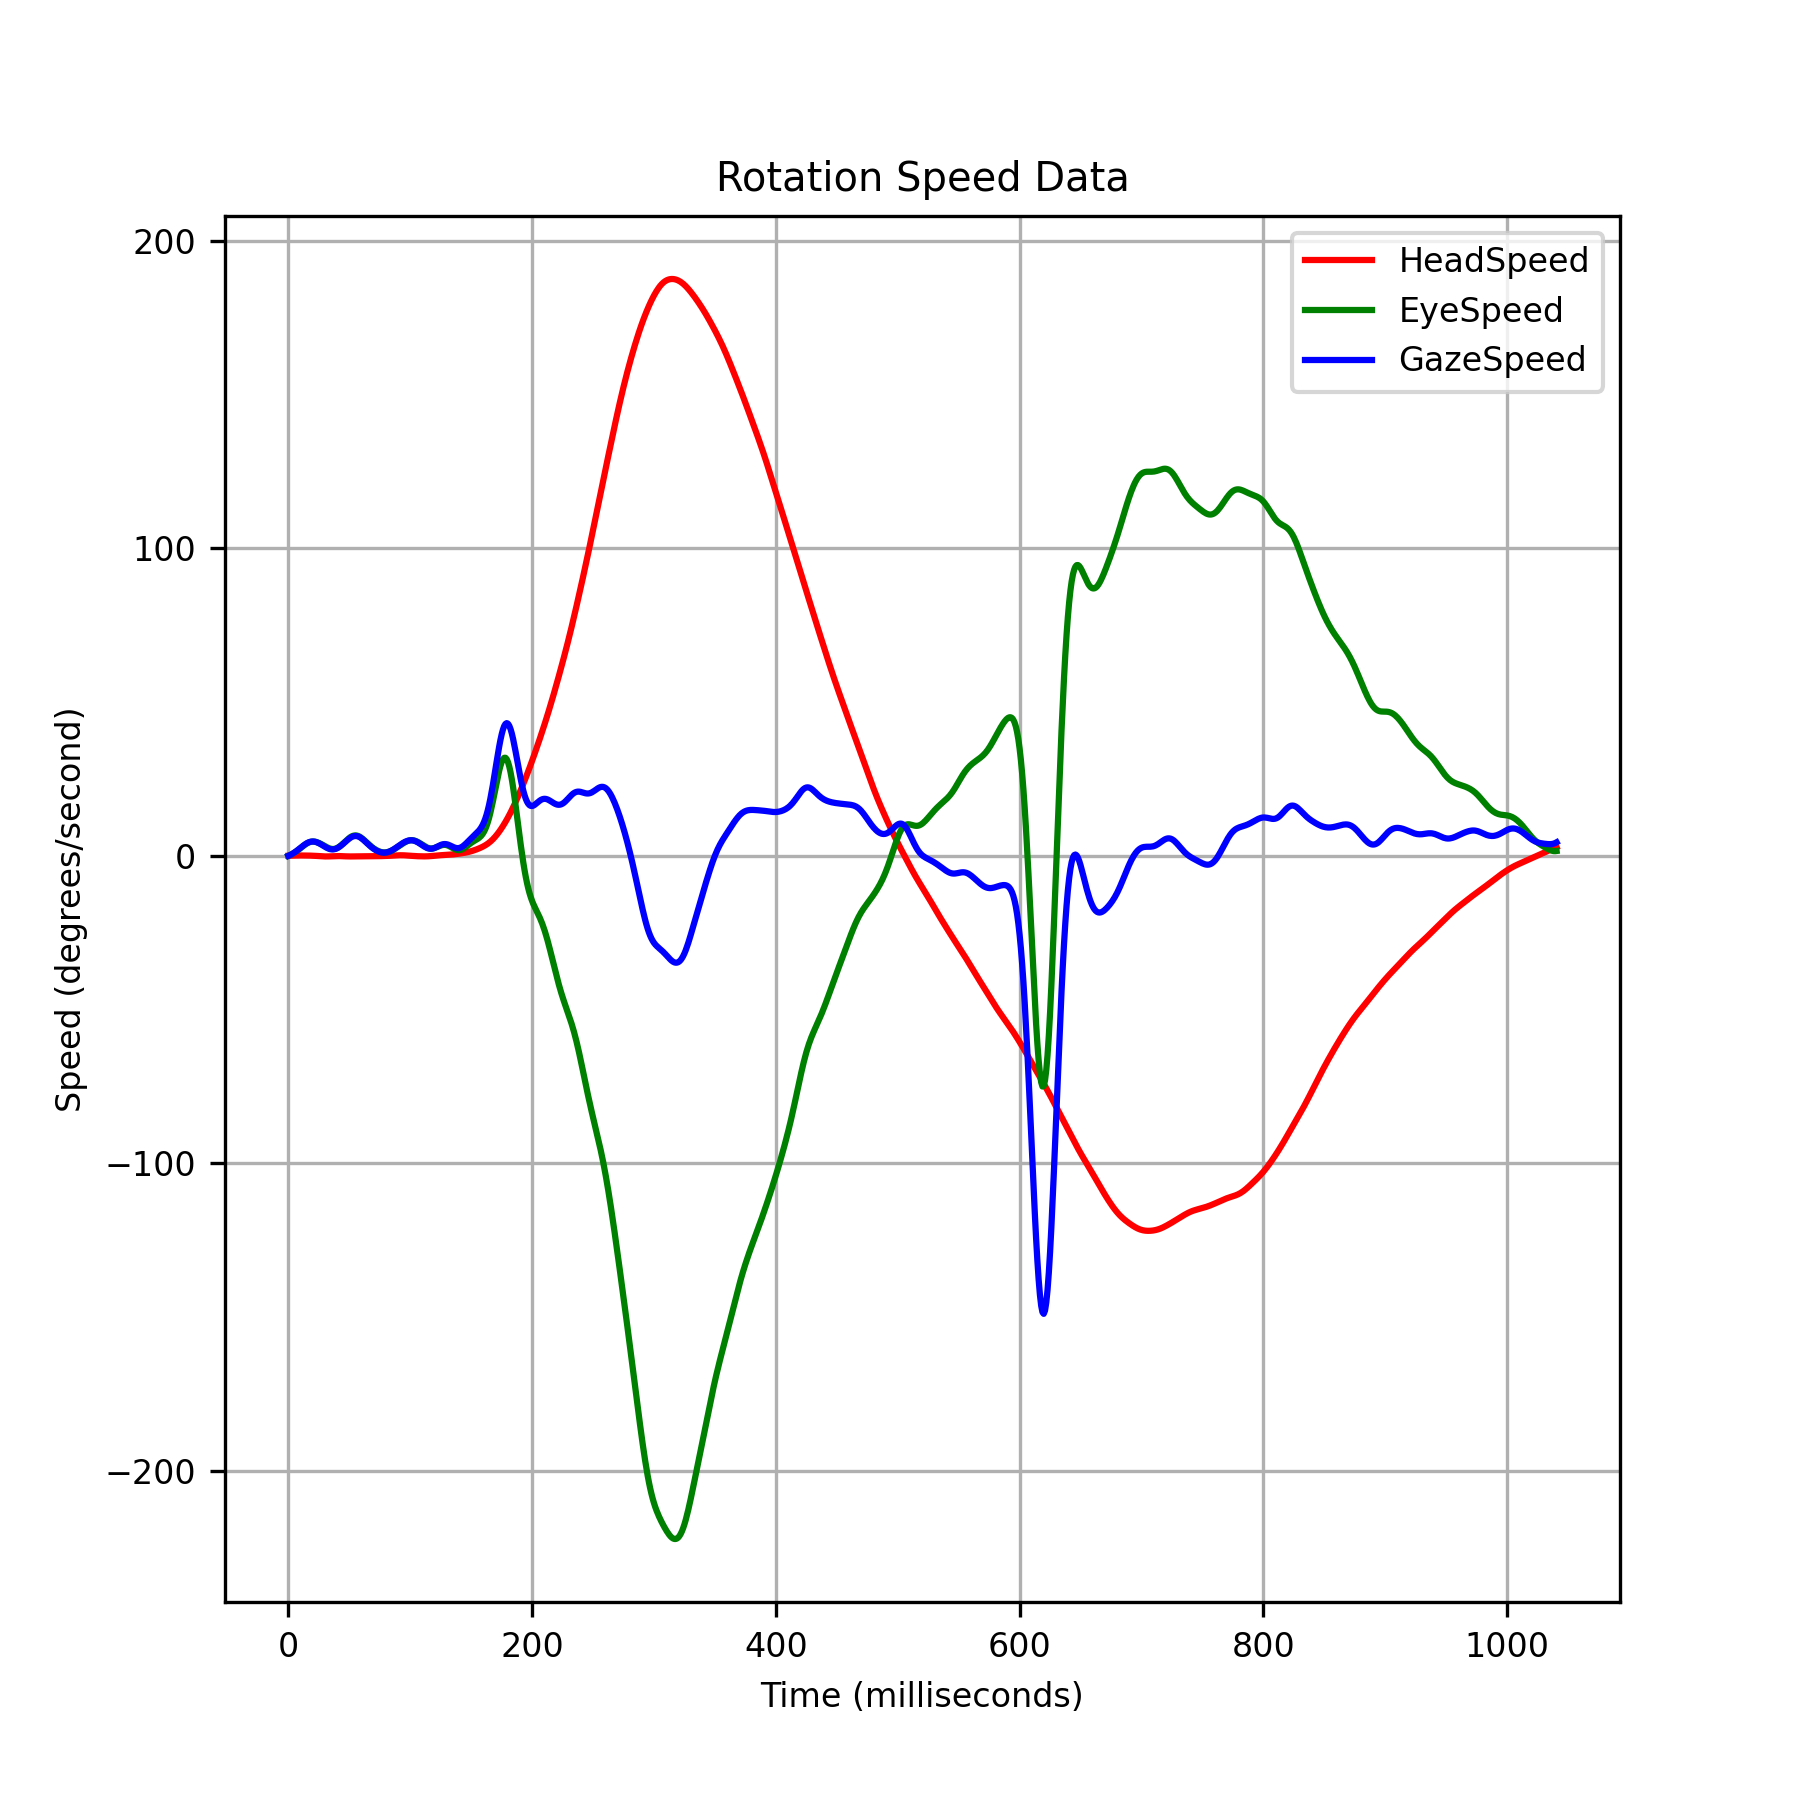 Rotation Speed Data
HeadSpeed
EyeSpeed
GazeSpeed
Speed (degrees/second)
200
100
0
−100
−200
0 200 400 600 800 1000
Time (milliseconds)